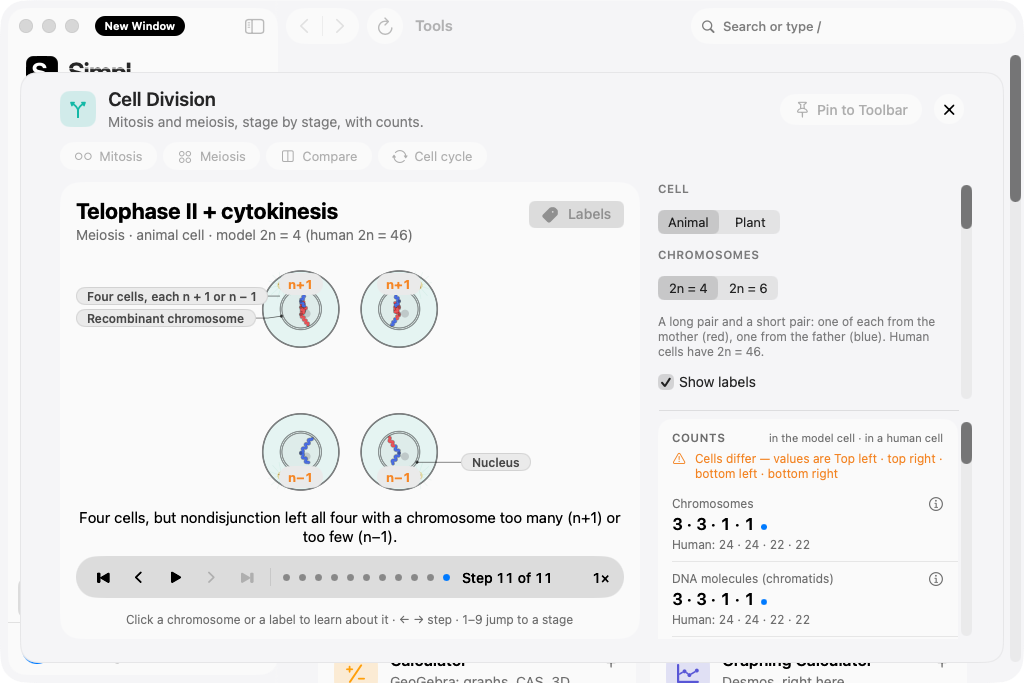 New Window
Tools
Search or type /
Simpl
Cell Division
Mitosis and meiosis, stage by stage, with counts.
Pin to Toolbar
Mitosis
Meiosis
Compare
Cell cycle
Telophase II + cytokinesis
Meiosis · animal cell · model 2n = 4 (human 2n = 46)
Labels
n+1
n+1
Four cells, each n + 1 or n − 1
Recombinant chromosome
n−1
n−1
Nucleus
Four cells, but nondisjunction left all four with a chromosome too many (n+1) or
too few (n−1).
Step 11 of 11
1×
Click a chromosome or a label to learn about it · ← → step · 1–9 jump to a stage
CELL
Animal
Plant
CHROMOSOMES
2n = 4
2n = 6
A long pair and a short pair: one of each from the
mother (red), one from the father (blue). Human
cells have 2n = 46.
Show labels
COUNTS
in the model cell · in a human cell
Cells differ — values are Top left · top right ·
bottom left · bottom right
Chromosomes
3 · 3 · 1 · 1
Human: 24 · 24 · 22 · 22
DNA molecules (chromatids)
3 · 3 · 1 · 1
Human: 24 · 24 · 22 · 22
Calculator
GeoGebra: graphs, CAS, 3D
Graphing Calculator
Desmos, right here